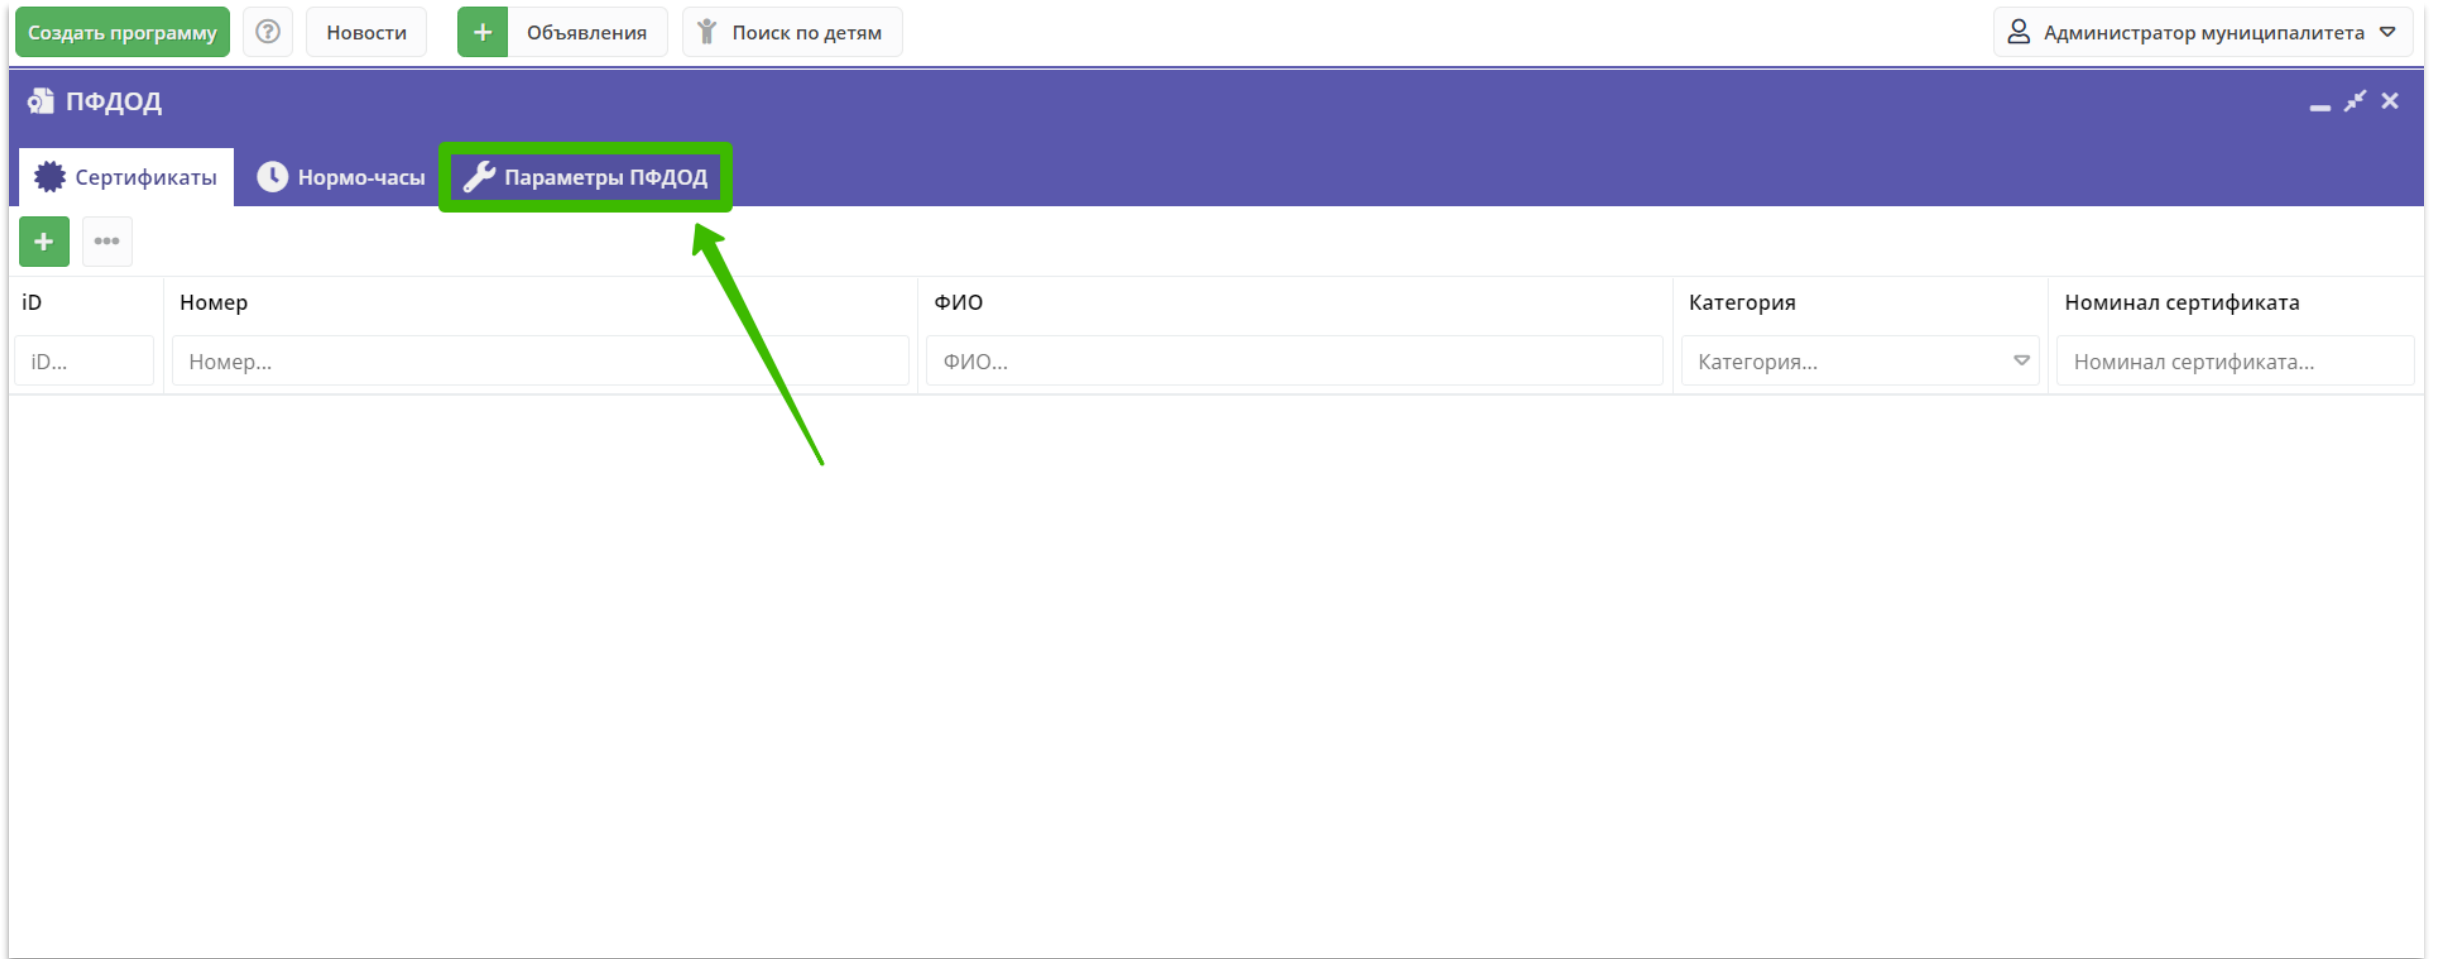 Создать программу
Новости
Объявления
Поиск по детям
Администратор муниципалитета
ПФДОД
Сертификаты
Нормо-часы
Параметры ПФДОД
iD
Номер
ФИО
Категория
Номинал сертификата
iD...
Номер...
ФИО...
Категория...
Номинал сертификата...